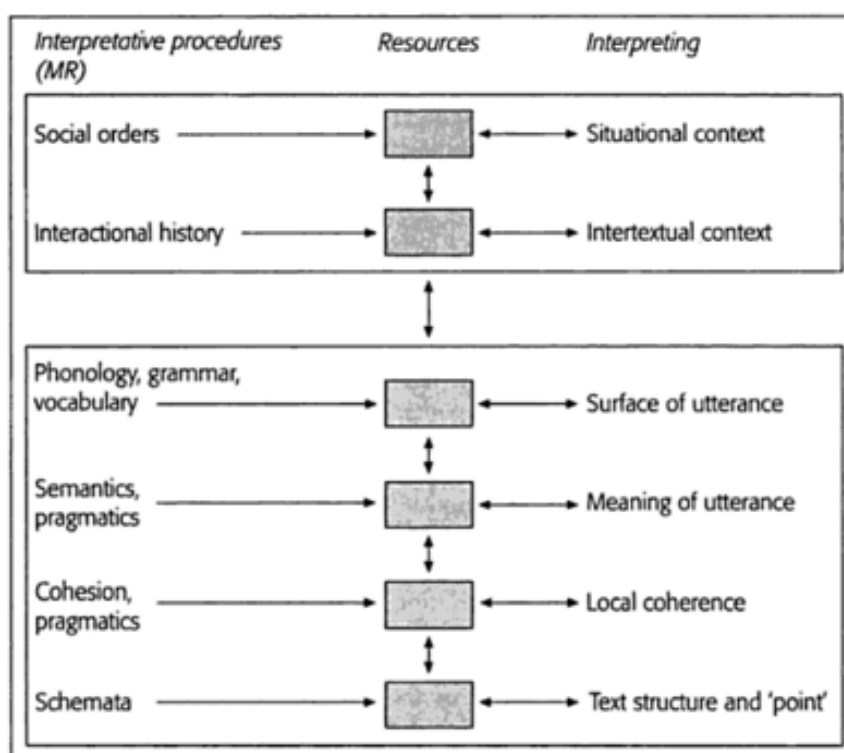 Interpretative procedures Resources Interpreting
(MR)
Social orders Situational context
Interactional history Intertextual context
Phonology, grammar,
vocabulary Surface of utterance
Semantics,
pragmatics Meaning of utterance
Cohesion,
pragmatics Local coherence
Schemata Text structure and 'point'